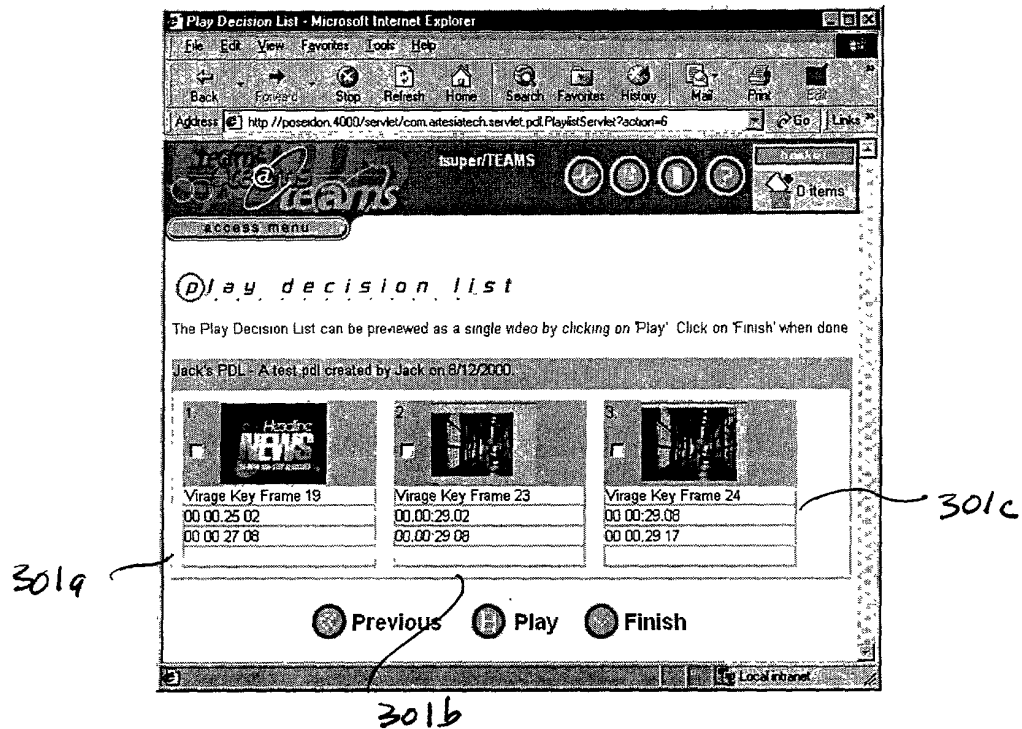 Play Decision List - Microsoft Internet Explorer
File Edit View Favorites Tools Help
Back Forward Stop Refresh Home Search Favorites History Mail Print Edit
Address http://poseidon.4000/servlet/com.artesiatech.servlet.pdl.PlaylistServlet?action=6 Go Links
te@ms
tsuper/TEAMS
basket
0 items
access menu
play decision list
The Play Decision List can be previewed as a single video by clicking on 'Play' Click on 'Finish' when done
Jack's PDL - A test pdl created by Jack on 8/12/2000
1. 2. 3.
Headline
NEWS
Virage Key Frame 19 Virage Key Frame 23 Virage Key Frame 24
00 00.25 02 00.00:29.02 00 00:29.08
00 00 27 08 00.00.29 08 00 00.29 17
301a
301b
301c
Previous Play Finish
Local intranet